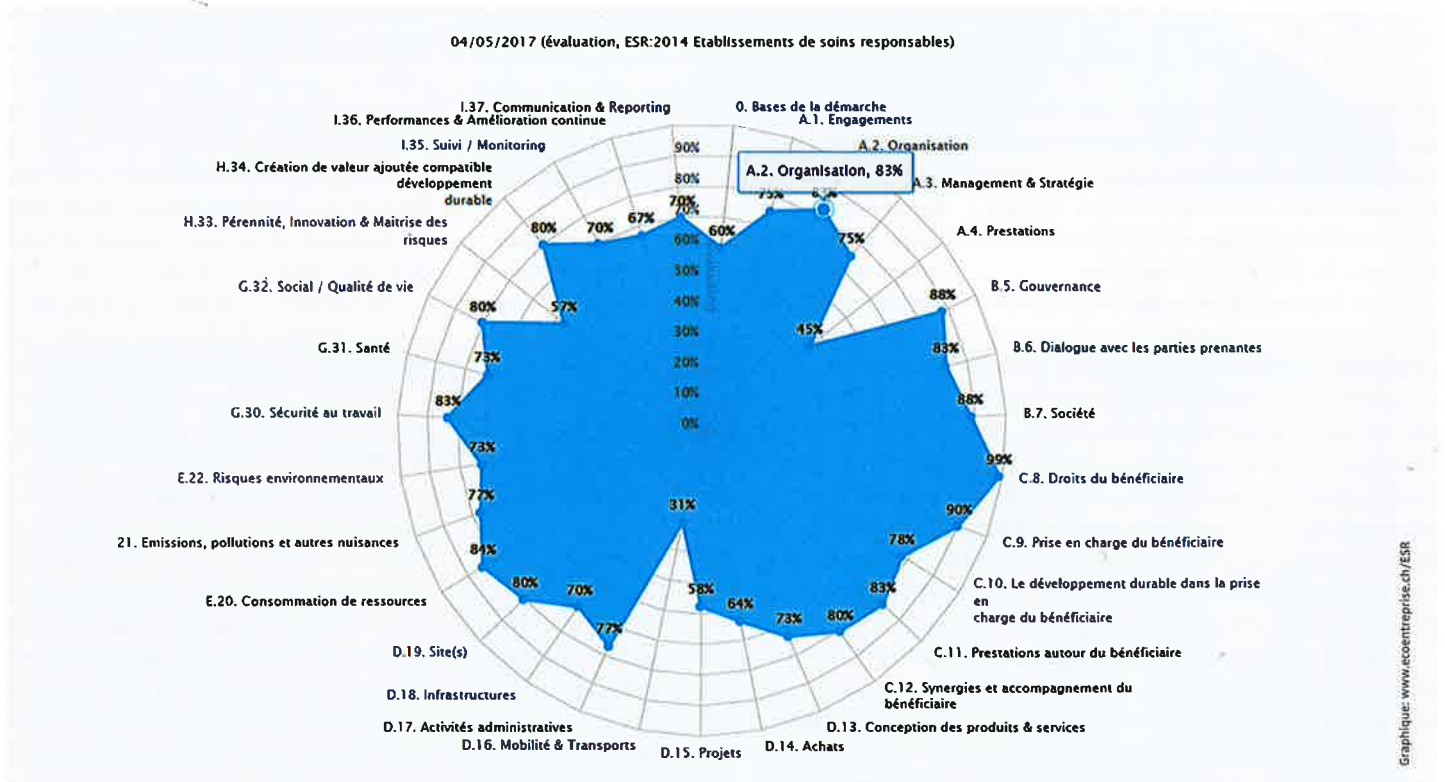 04/05/2017 (évaluation, ESR:2014 Etablissements de soins responsables)
I.37. Communication & Reporting
0. Bases de la démarche
I.36. Performances & Amélioration continue
A.1. Engagements
I.35. Suivi / Monitoring
A.2. Organisation
90%
H.34. Création de valeur ajoutée compatible
développement
durable
A.2. Organisation, 83%
80%
A.3. Management & Stratégie
75%
83%
70%
70%
H.33. Pérennité, Innovation & Maitrise des
risques
80%
70%
67%
60%
60%
75%
A.4. Prestations
50%
G.32. Social / Qualité de vie
B.5. Gouvernance
88%
40%
80%
57%
30%
45%
G.31. Santé
73%
20%
83%
B.6. Dialogue avec les parties prenantes
10%
G.30. Sécurité au travail
83%
0%
88%
B.7. Société
73%
99%
E.22. Risques environnementaux
C.8. Droits du bénéficiaire
77%
31%
90%
21. Emissions, pollutions et autres nuisances
84%
78%
C.9. Prise en charge du bénéficiaire
80%
70%
58%
64%
73%
80%
83%
C.10. Le développement durable dans la prise
en
charge du bénéficiaire
E.20. Consommation de ressources
77%
D.19. Site(s)
C.11. Prestations autour du bénéficiaire
D.18. Infrastructures
C.12. Synergies et accompagnement du
bénéficiaire
D.17. Activités administratives
D.13. Conception des produits & services
D.16. Mobilité & Transports
D.15. Projets
D.14. Achats
Graphique: www.ecoentreprise.ch/ESR